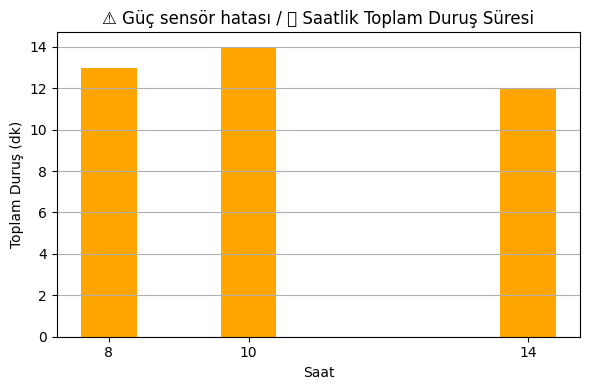 ⚠ Güç sensör hatası / Saatlik Toplam Duruş Süresi
Toplam Duruş (dk)
14
12
10
8
6
4
2
0
8 10 14
Saat